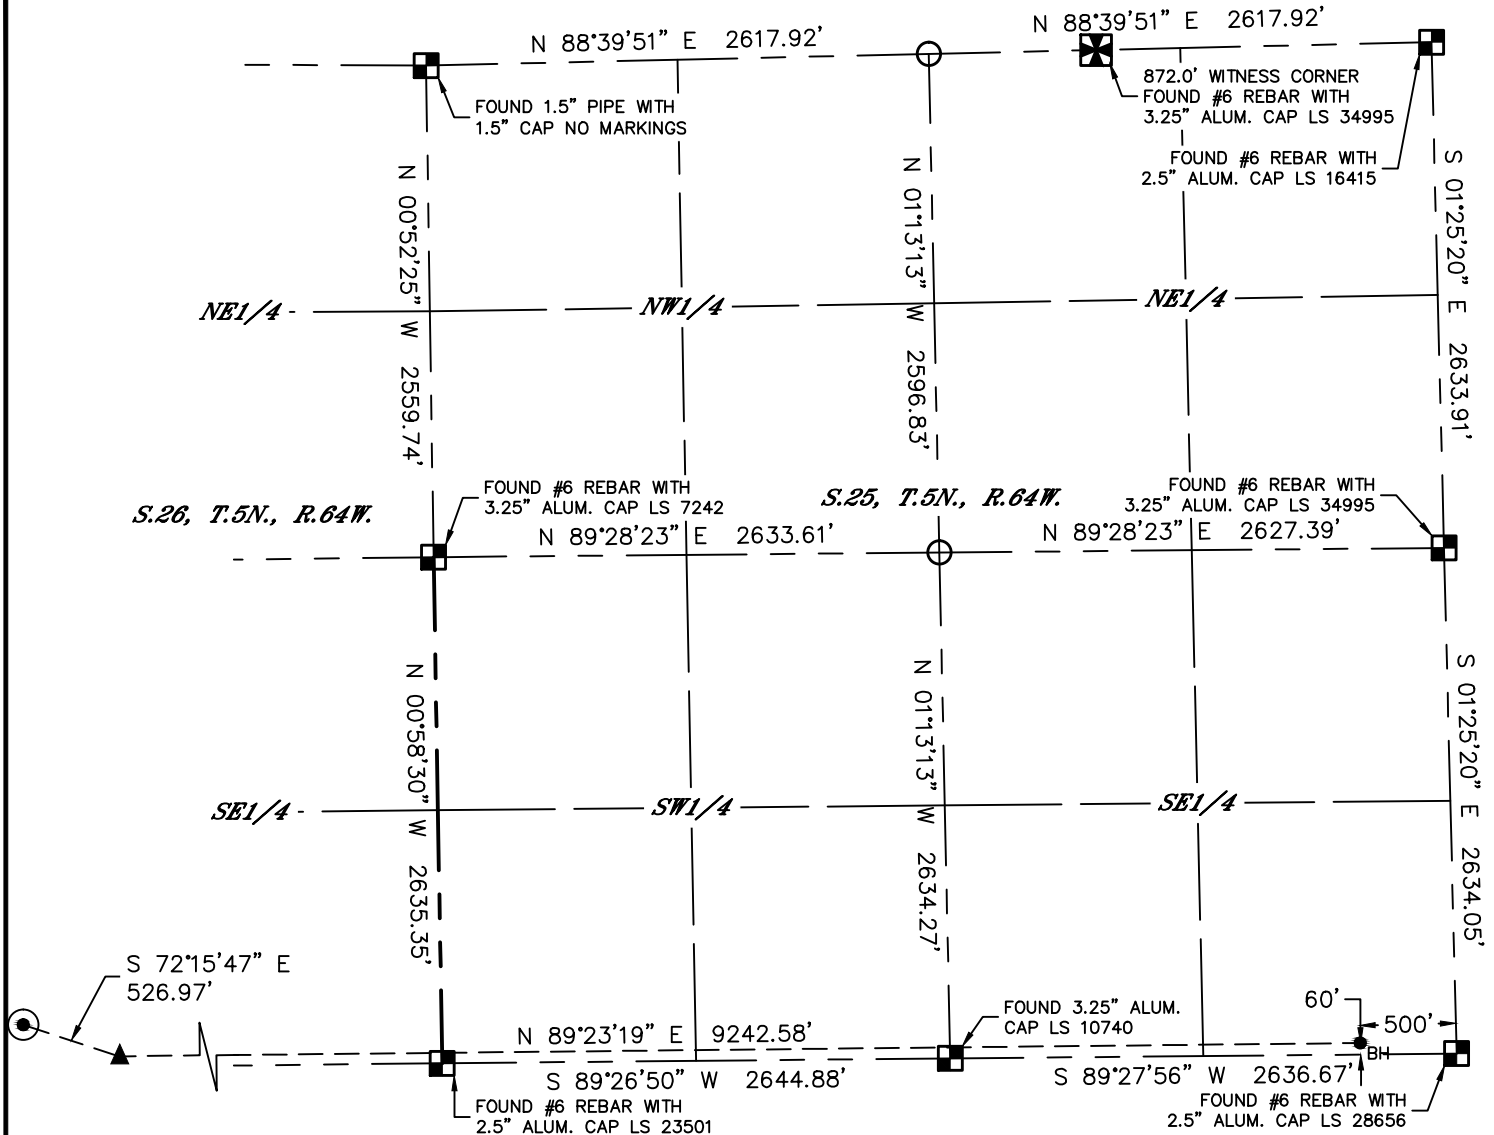 N 88°39'51" E 2617.92'
N 88°39'51" E 2617.92'
FOUND 1.5" PIPE WITH
1.5" CAP NO MARKINGS
872.0' WITNESS CORNER
FOUND #6 REBAR WITH
3.25" ALUM. CAP LS 34995
FOUND #6 REBAR WITH
2.5" ALUM. CAP LS 16415
N 00°52'25" W 2559.74'
N 01°13'13" W 2596.83'
S 01°25'20" E 2633.91'
NE1/4
NW1/4
NE1/4
FOUND #6 REBAR WITH
3.25" ALUM. CAP LS 7242
S.26, T.5N., R.64W.
S.25, T.5N., R.64W.
FOUND #6 REBAR WITH
3.25" ALUM. CAP LS 34995
N 89°28'23" E 2633.61'
N 89°28'23" E 2627.39'
N 00°58'30" W 2635.35'
N 01°13'13" W 2634.27'
S 01°25'20" E 2634.05'
SE1/4
SW1/4
SE1/4
S 72°15'47" E
526.97'
N 89°23'19" E 9242.58'
FOUND 3.25" ALUM.
CAP LS 10740
60'
500'
BH
S 89°26'50" W 2644.88'
S 89°27'56" W 2636.67'
FOUND #6 REBAR WITH
2.5" ALUM. CAP LS 23501
FOUND #6 REBAR WITH
2.5" ALUM. CAP LS 28656